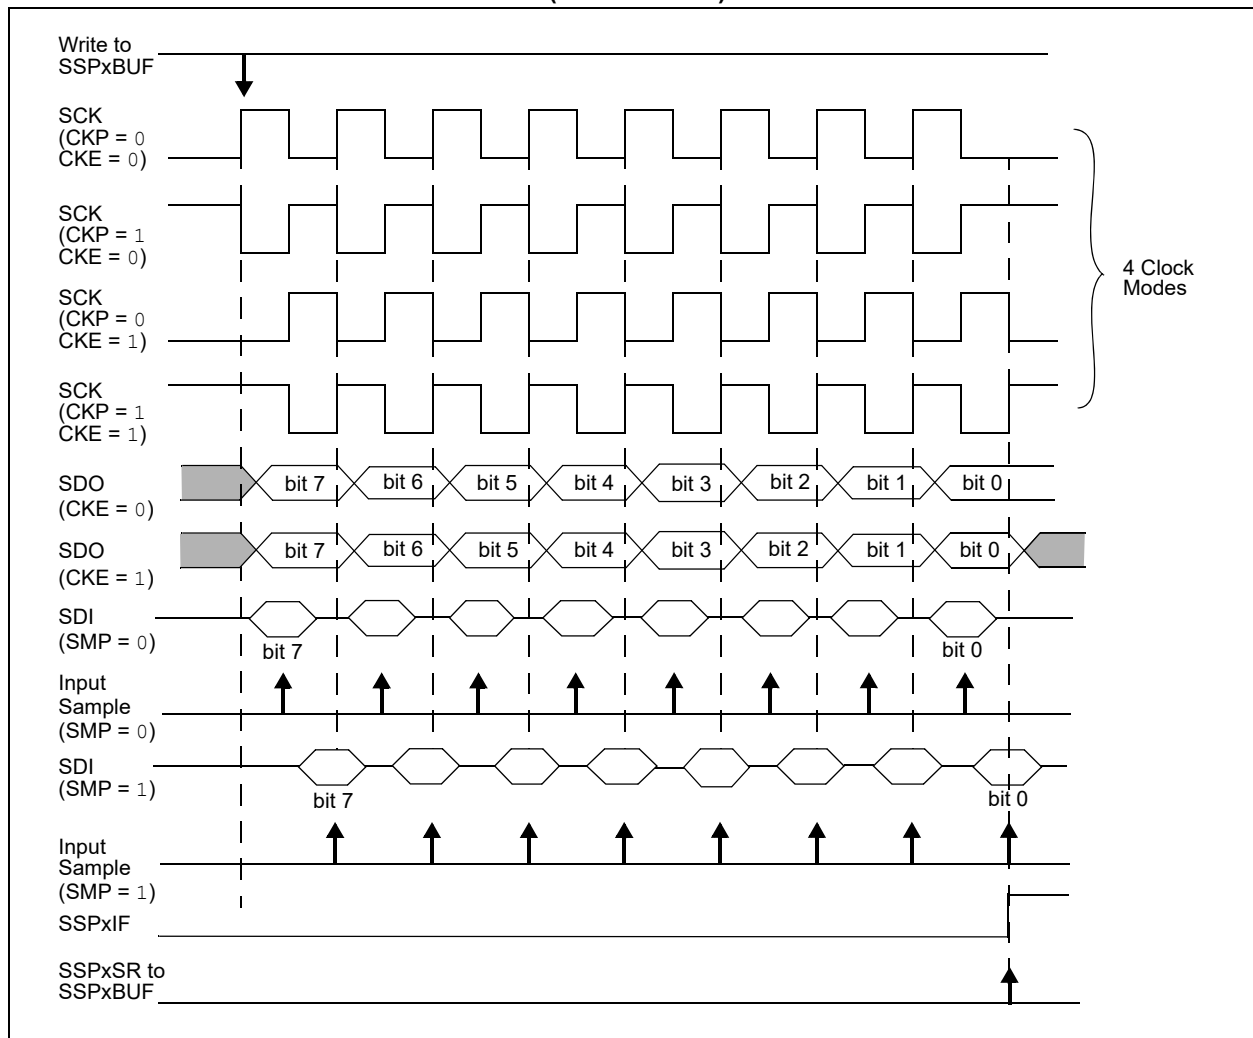 Write to
SSPxBUF
SCK
(CKP = 0
CKE = 0)
SCK
(CKP = 1
CKE = 0)
SCK
(CKP = 0
CKE = 1)
SCK
(CKP = 1
CKE = 1)
4 Clock
Modes
SDO
(CKE = 0)
bit 7 bit 6 bit 5 bit 4 bit 3 bit 2 bit 1 bit 0
SDO
(CKE = 1)
bit 7 bit 6 bit 5 bit 4 bit 3 bit 2 bit 1 bit 0
SDI
(SMP = 0)
bit 7 bit 0
Input
Sample
(SMP = 0)
SDI
(SMP = 1)
bit 7 bit 0
Input
Sample
(SMP = 1)
SSPxIF
SSPxSR to
SSPxBUF